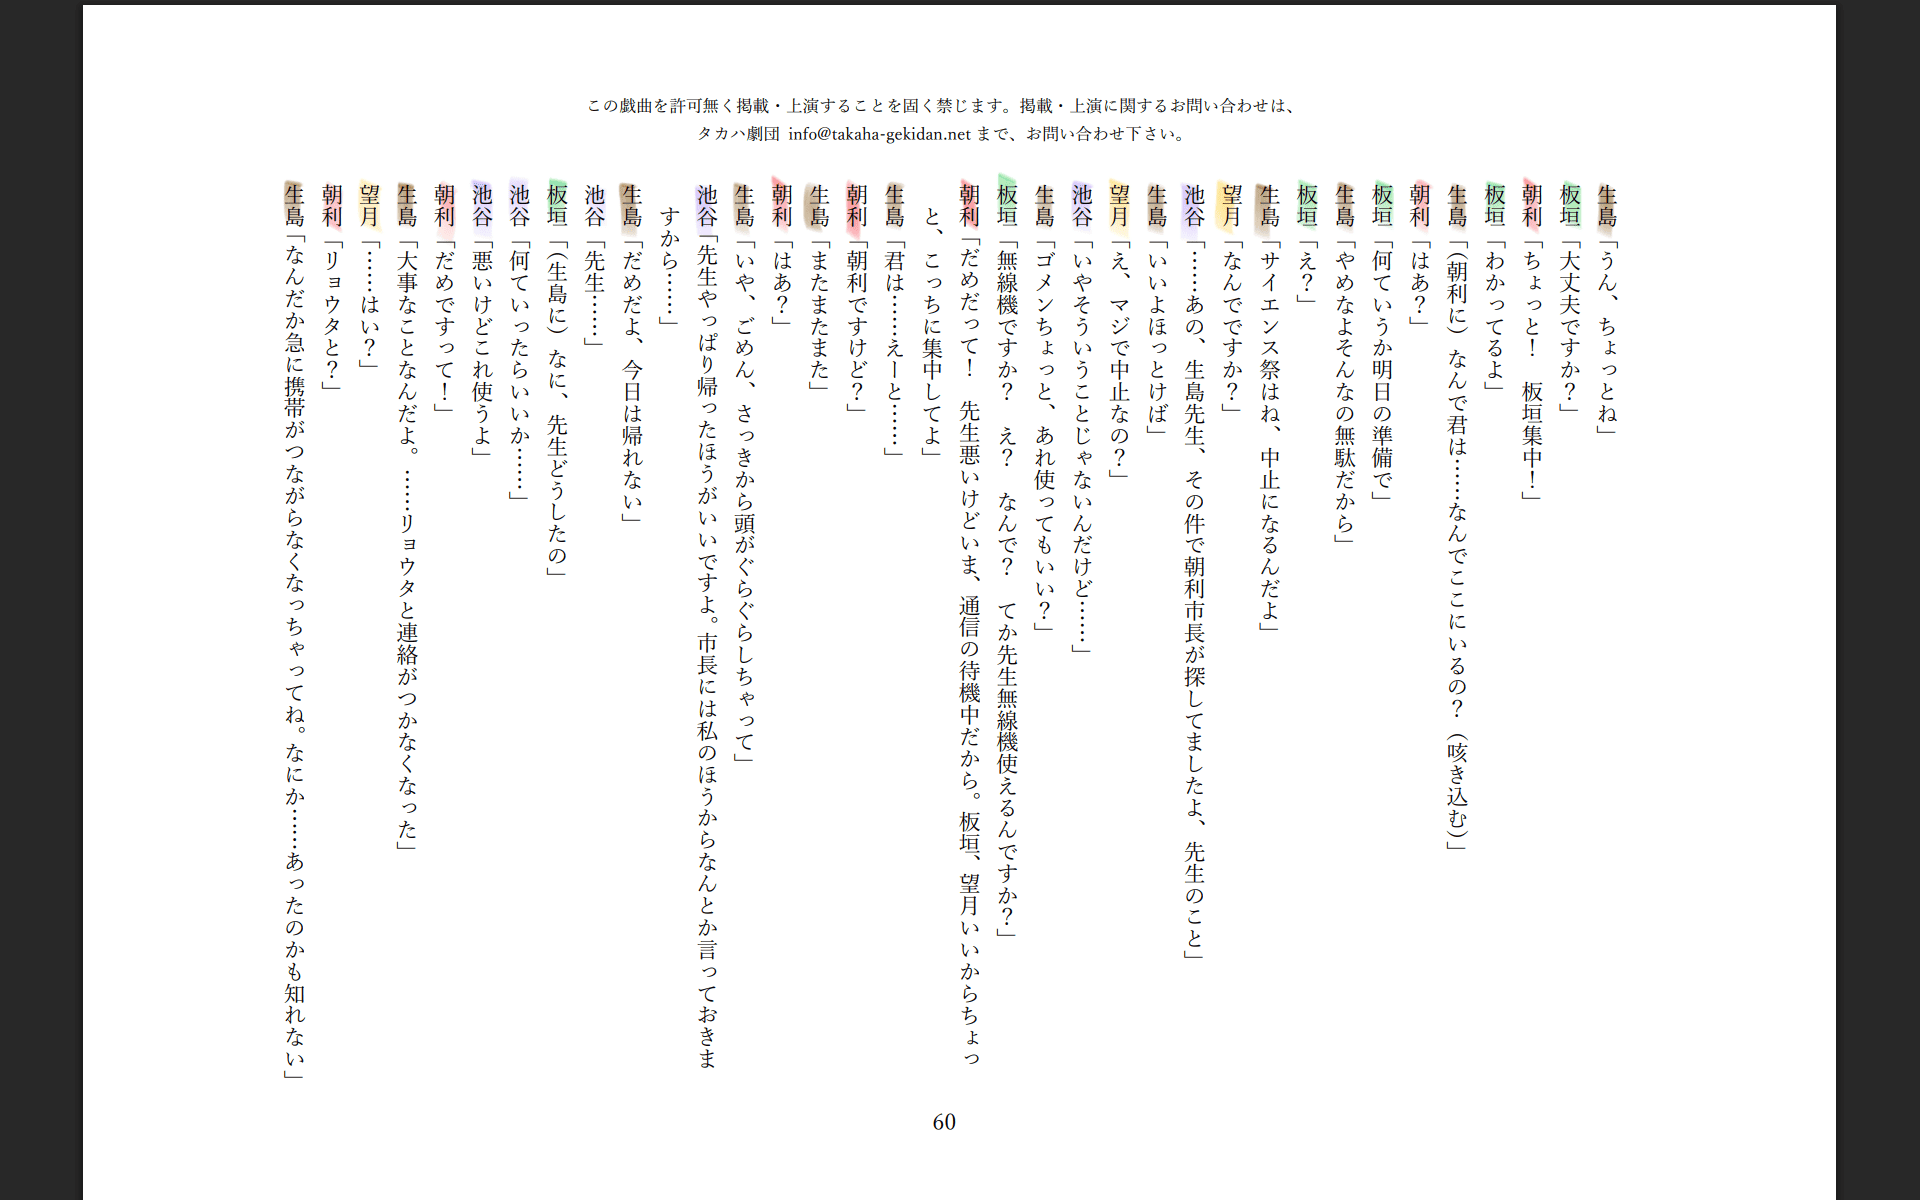 この戯曲を許可無く掲載・上演することを固く禁じます。掲載・上演に関するお問い合わせは、
タカハ劇団 info@takaha-gekidan.net まで、お問い合わせ下さい。
生島「うん、ちょっとね」
板垣「大丈夫ですか？」
朝利「ちょっと！　板垣集中！」
板垣「わかってるよ」
生島「（朝利に）なんで君は……なんでここにいるの？（咳き込む）」
朝利「はあ？」
板垣「何ていうか明日の準備で」
生島「やめなよそんなの無駄だから」
板垣「え？」
生島「サイエンス祭はね、中止になるんだよ」
望月「なんでですか？」
池谷「……あの、生島先生、その件で朝利市長が探してましたよ、先生のこと」
生島「いいよほっとけば」
望月「え、マジで中止なの？」
池谷「いやそういうことじゃないんだけど……」
生島「ゴメンちょっと、あれ使ってもいい？」
板垣「無線機ですか？　え？　なんで？　てか先生無線機使えるんですか？」
朝利「だめだって！　先生悪いけどいま、通信の待機中だから。板垣、望月いいからちょっ
と、こっちに集中してよ」
生島「君は……えーと……」
朝利「朝利ですけど？」
生島「またまたまた」
朝利「はあ？」
生島「いや、ごめん、さっきから頭がぐらぐらしちゃって」
池谷「先生やっぱり帰ったほうがいいですよ。市長には私のほうからなんとか言っておきま
すから……」
生島「だめだよ、今日は帰れない」
池谷「先生……」
板垣「（生島に）なに、先生どうしたの」
池谷「何ていったらいいか……」
池谷「悪いけどこれ使うよ」
朝利「だめですって！」
生島「大事なことなんだよ。……リョウタと連絡がつかなくなった」
望月「……はい？」
朝利「リョウタと？」
生島「なんだか急に携帯がつながらなくなっちゃってね。なにか……あったのかも知れない」
60